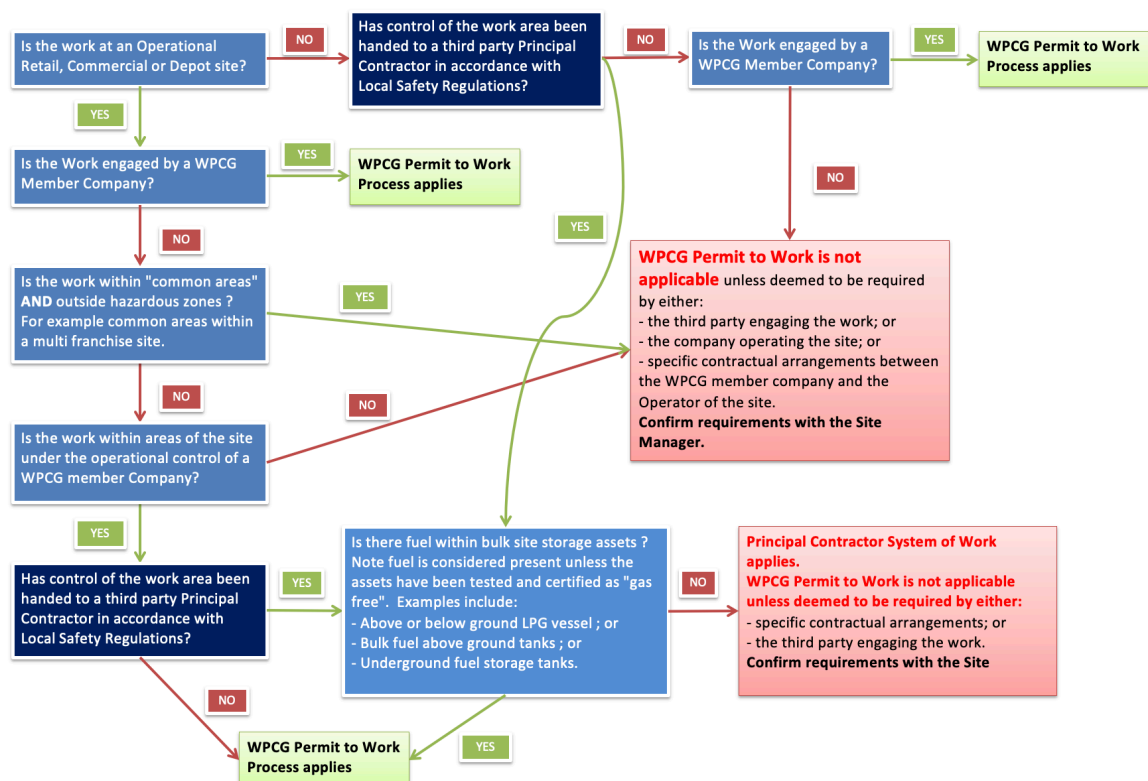 Is the work at an Operational
Retail, Commercial or Depot site?
NO
Has control of the work area been
handed to a third party Principal
Contractor in accordance with
Local Safety Regulations?
NO
Is the Work engaged by a
WPCG Member Company?
YES
WPCG Permit to Work
Process applies
YES
Is the Work engaged by a WPCG
Member Company?
YES
WPCG Permit to Work
Process applies
NO
YES
NO
Is the work within "common areas"
AND outside hazardous zones ?
For example common areas within
a multi franchise site.
YES
WPCG Permit to Work is not
applicable unless deemed to be required
by either:
- the third party engaging the work; or
- the company operating the site; or
- specific contractual arrangements between
the WPCG member company and the
Operator of the site.
Confirm requirements with the Site
Manager.
NO
NO
Is the work within areas of the site
under the operational control of a
WPCG member Company?
YES
Has control of the work area been
handed to a third party Principal
Contractor in accordance with
Local Safety Regulations?
YES
Is there fuel within bulk site storage assets ?
Note fuel is considered present unless the
assets have been tested and certified as "gas
free".  Examples include:
- Above or below ground LPG vessel ; or
- Bulk fuel above ground tanks ; or
- Underground fuel storage tanks.
NO
Principal Contractor System of Work
applies.
WPCG Permit to Work is not applicable
unless deemed to be required by either:
- specific contractual arrangements; or
- the third party engaging the work.
Confirm requirements with the Site
NO
YES
WPCG Permit to Work
Process applies